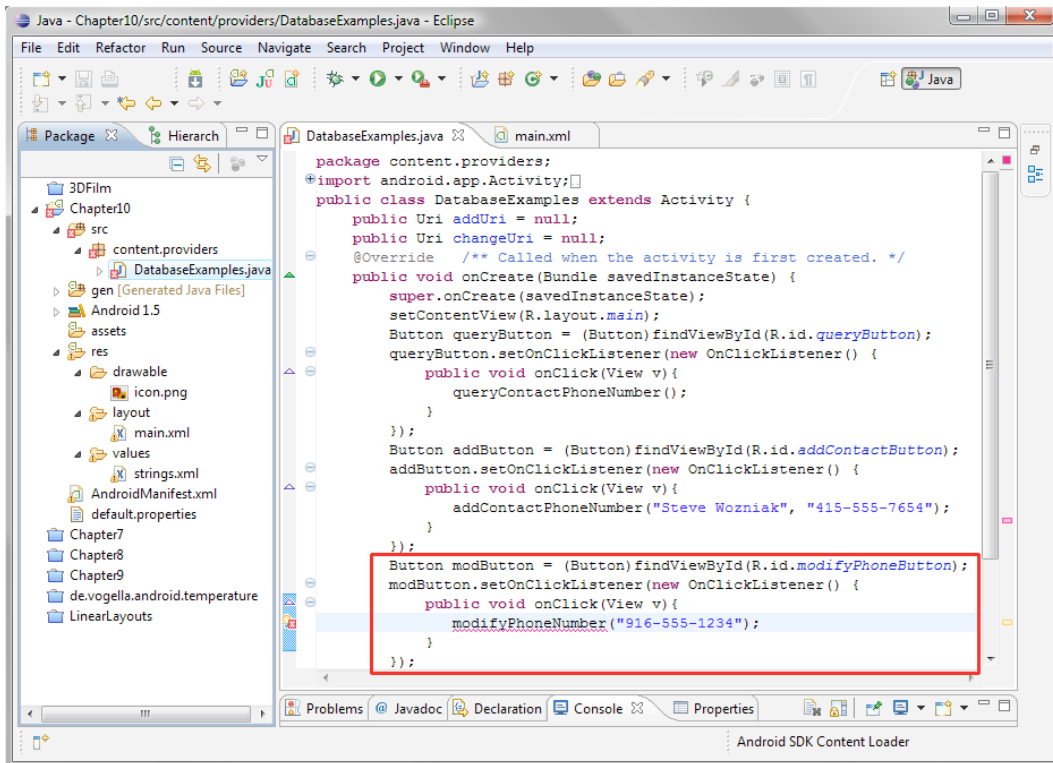 Java - Chapter10/src/content/providers/DatabaseExamples.java - Eclipse
File Edit Refactor Run Source Navigate Search Project Window Help
Java
Package
Hierarch
DatabaseExamples.java
main.xml
3DFilm
Chapter10
src
content.providers
DatabaseExamples.java
gen [Generated Java Files]
Android 1.5
assets
res
drawable
icon.png
layout
main.xml
values
strings.xml
AndroidManifest.xml
default.properties
Chapter7
Chapter8
Chapter9
de.vogella.android.temperature
LinearLayouts
package content.providers;
import android.app.Activity;
public class DatabaseExamples extends Activity {
public Uri addUri = null;
public Uri changeUri = null;
@Override /** Called when the activity is first created. */
public void onCreate(Bundle savedInstanceState) {
super.onCreate(savedInstanceState);
setContentView(R.layout.main);
Button queryButton = (Button)findViewById(R.id.queryButton);
queryButton.setOnClickListener(new OnClickListener() {
public void onClick(View v){
queryContactPhoneNumber();
}
});
Button addButton = (Button)findViewById(R.id.addContactButton);
addButton.setOnClickListener(new OnClickListener() {
public void onClick(View v){
addContactPhoneNumber("Steve Wozniak", "415-555-7654");
}
});
Button modButton = (Button)findViewById(R.id.modifyPhoneButton);
modButton.setOnClickListener(new OnClickListener() {
public void onClick(View v){
modifyPhoneNumber("916-555-1234");
}
});
Problems @ Javadoc Declaration Console Properties
Android SDK Content Loader